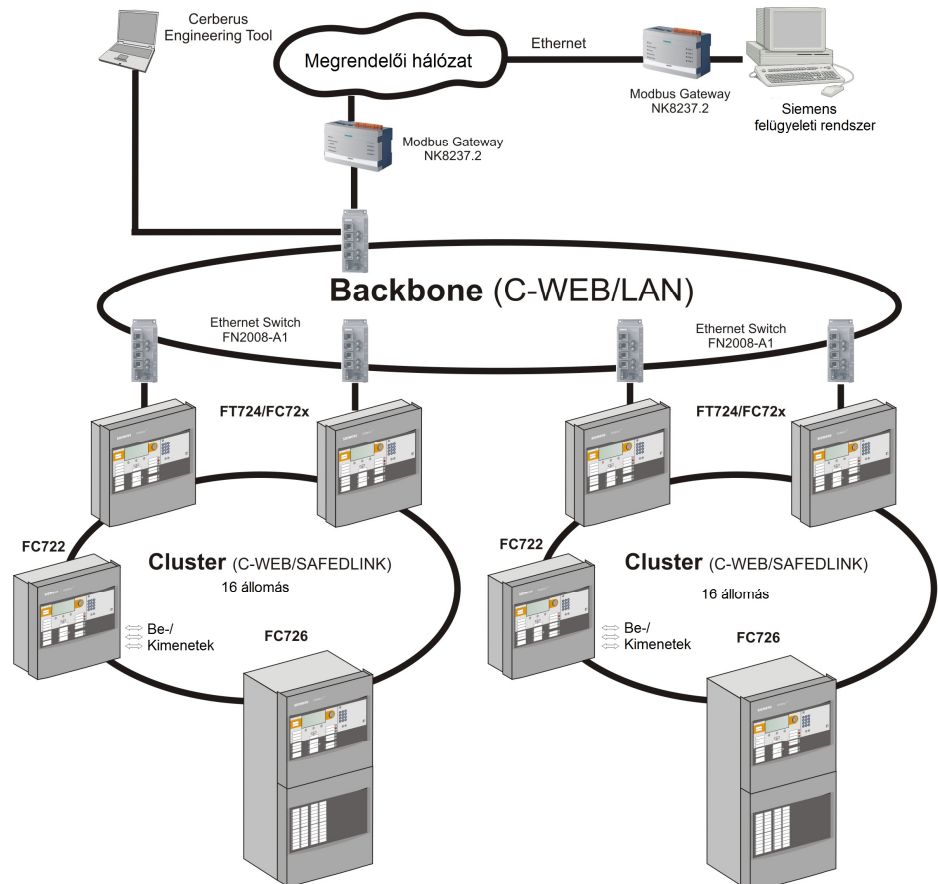 Cerberus
Engineering Tool
Megrendelői hálózat
Ethernet
Modbus Gateway
NK8237.2
Siemens
felügyeleti rendszer
Modbus Gateway
NK8237.2
Backbone (C-WEB/LAN)
Ethernet Switch
FN2008-A1
Ethernet Switch
FN2008-A1
FT724/FC72x
FT724/FC72x
FC722
Cluster (C-WEB/SAFEDLINK)
16 állomás
Be-/
Kimenetek
FC726
FC722
Cluster (C-WEB/SAFEDLINK)
16 állomás
Be-/
Kimenetek
FC726